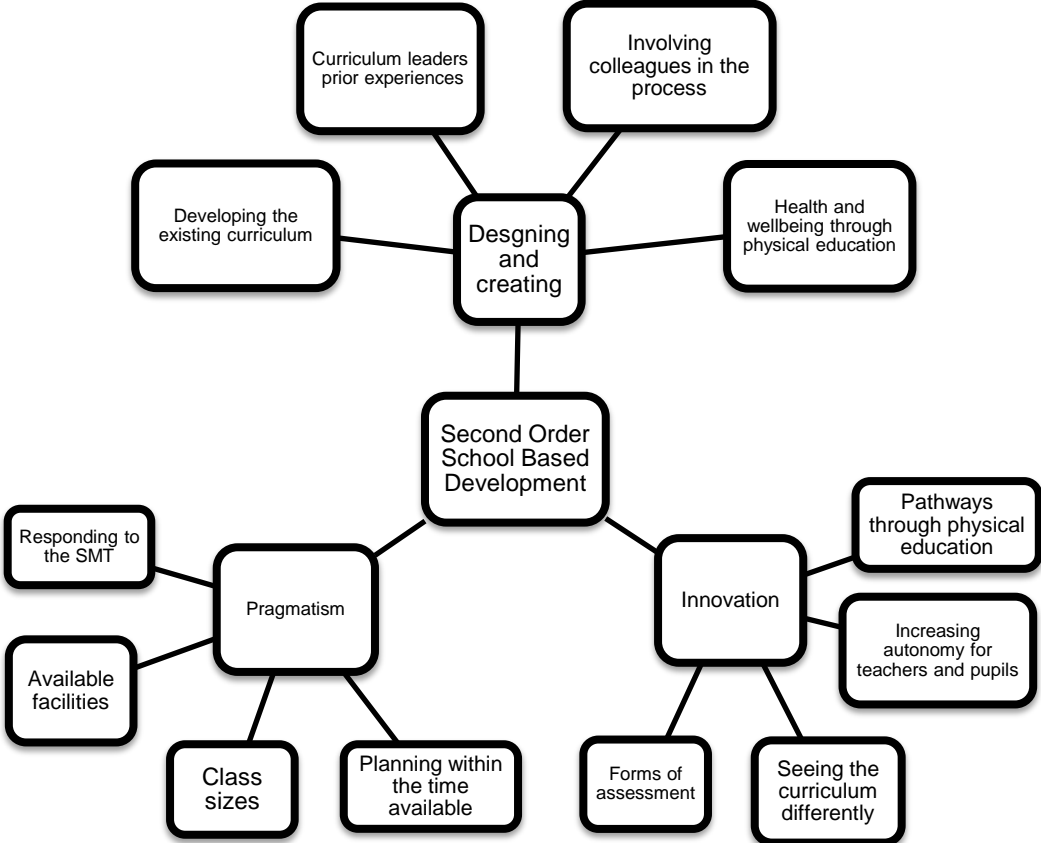 Curriculum leaders
prior experiences
Involving
colleagues in the
process
Developing the
existing curriculum
Health and
wellbeing through
physical education
Desgning
and
creating
Second Order
School Based
Development
Responding to
the SMT
Pragmatism
Available
facilities
Class
sizes
Planning within
the time
available
Innovation
Pathways
through physical
education
Increasing
autonomy for
teachers and pupils
Forms of
assessment
Seeing the
curriculum
differently